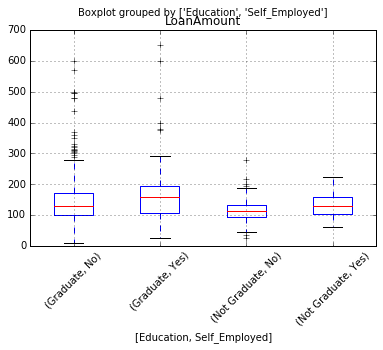 Boxplot grouped by ['Education', 'Self_Employed']
LoanAmount
700
600
500
400
300
200
100
0
(Graduate, No)
(Graduate, Yes)
(Not Graduate, No)
(Not Graduate, Yes)
[Education, Self_Employed]